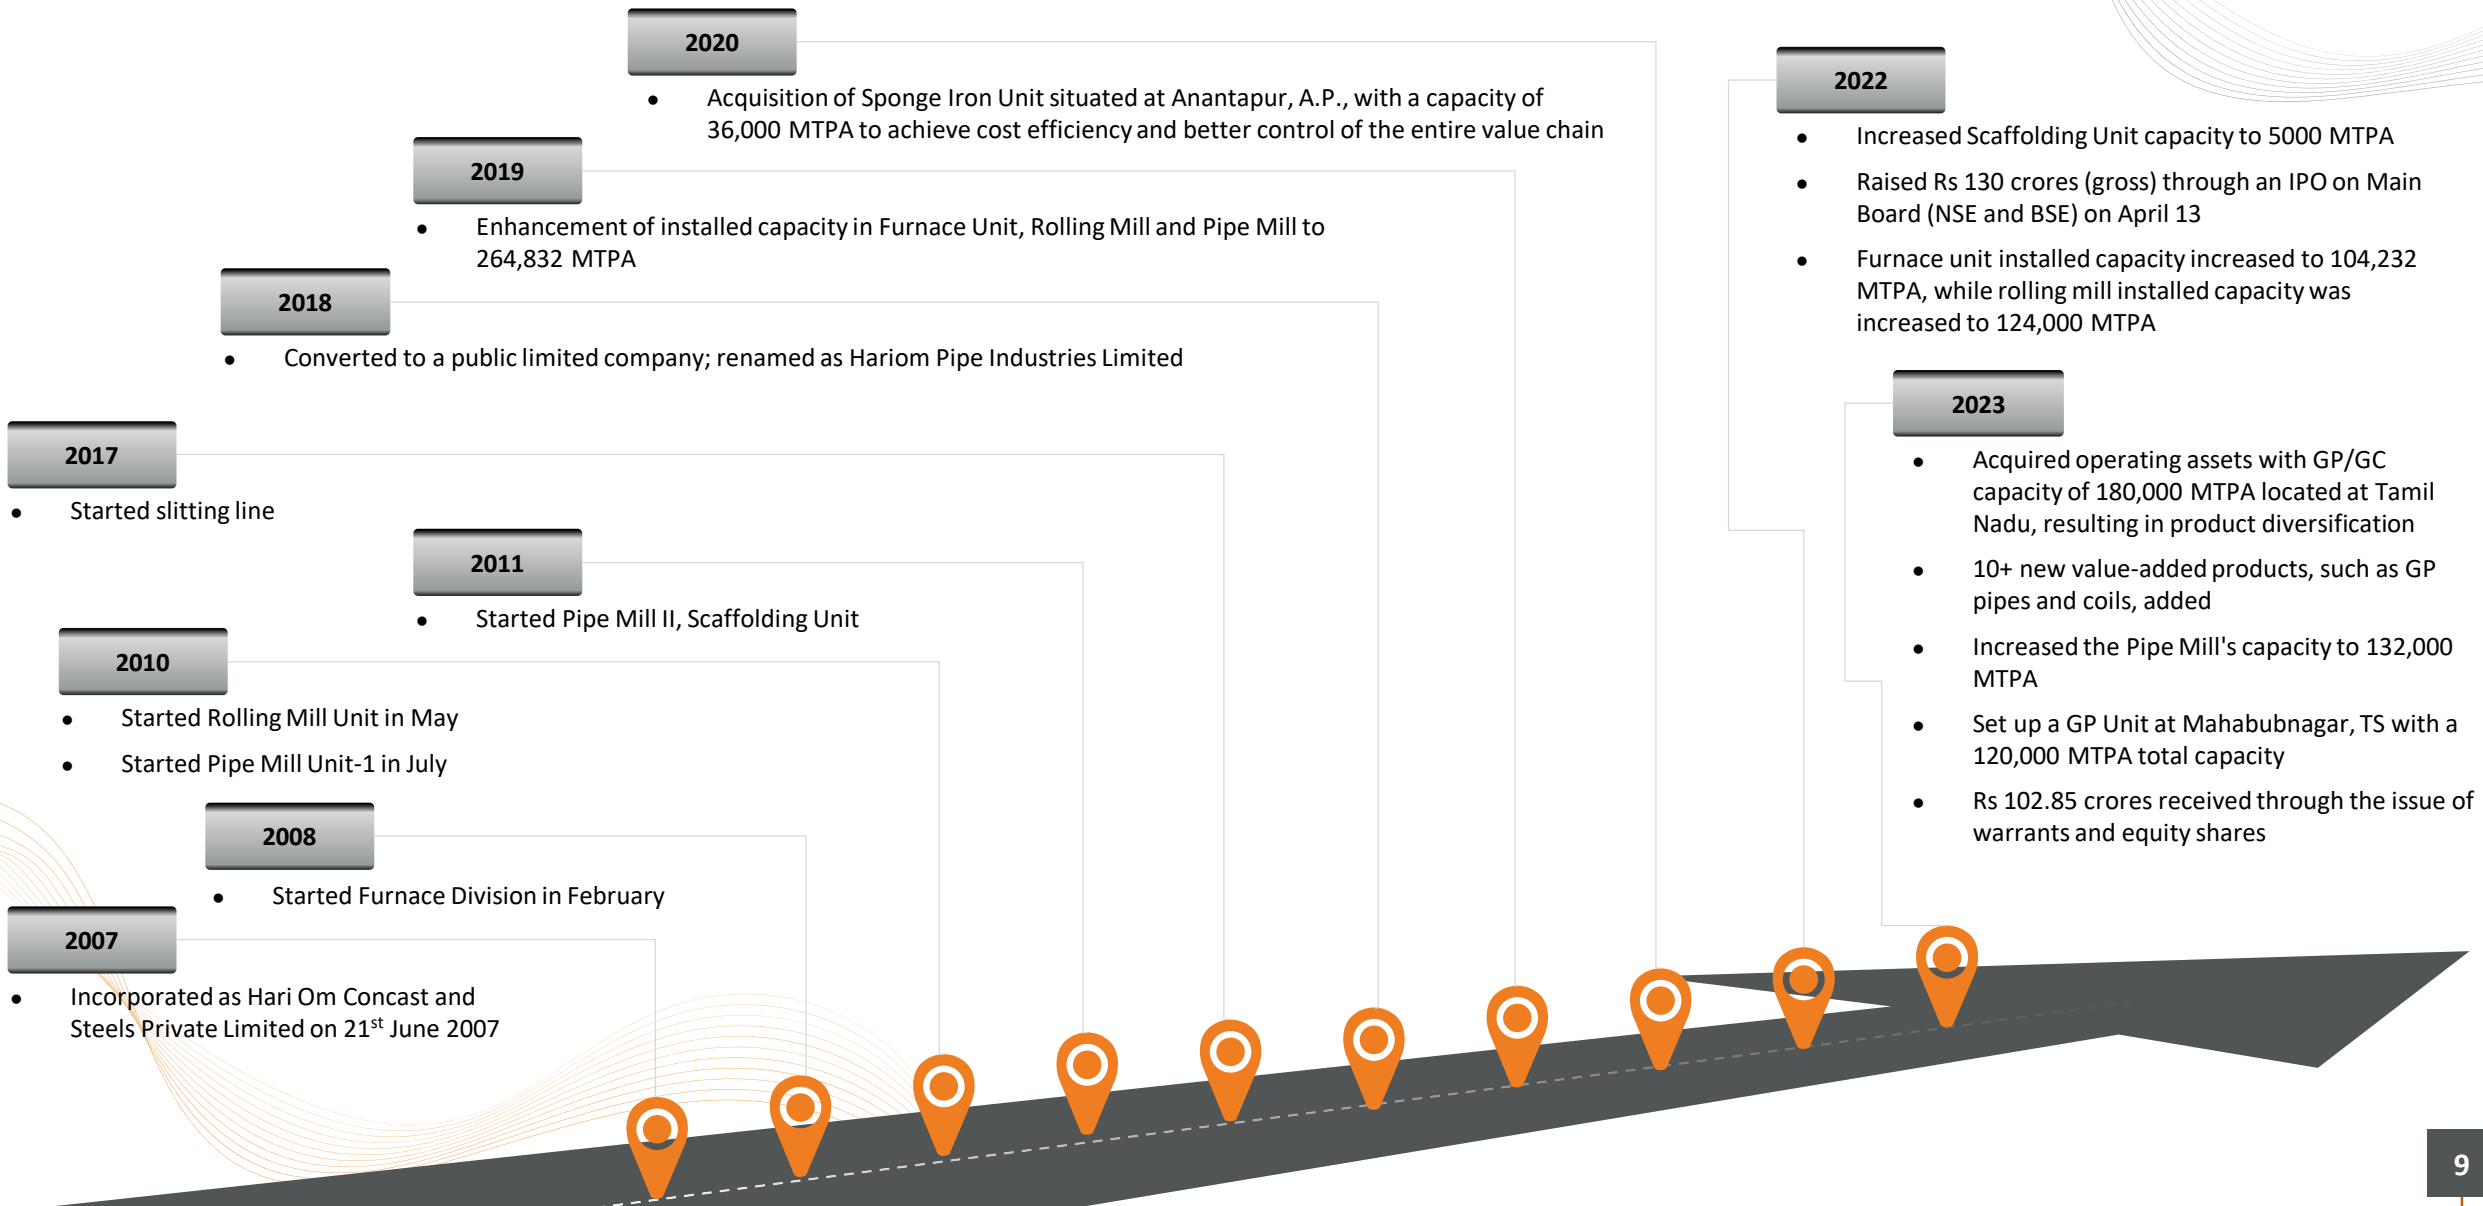 2020
● Acquisition of Sponge Iron Unit situated at Anantapur, A.P., with a capacity of
36,000 MTPA to achieve cost efficiency and better control of the entire value chain
2019
● Enhancement of installed capacity in Furnace Unit, Rolling Mill and Pipe Mill to
264,832 MTPA
2018
● Converted to a public limited company; renamed as Hariom Pipe Industries Limited
2017
● Started slitting line
2011
● Started Pipe Mill II, Scaffolding Unit
2010
● Started Rolling Mill Unit in May
● Started Pipe Mill Unit-1 in July
2008
● Started Furnace Division in February
2007
● Incorporated as Hari Om Concast and
Steels Private Limited on 21st June 2007
2022
● Increased Scaffolding Unit capacity to 5000 MTPA
● Raised Rs 130 crores (gross) through an IPO on Main
Board (NSE and BSE) on April 13
● Furnace unit installed capacity increased to 104,232
MTPA, while rolling mill installed capacity was
increased to 124,000 MTPA
2023
● Acquired operating assets with GP/GC
capacity of 180,000 MTPA located at Tamil
Nadu, resulting in product diversification
● 10+ new value-added products, such as GP
pipes and coils, added
● Increased the Pipe Mill's capacity to 132,000
MTPA
● Set up a GP Unit at Mahabubnagar, TS with a
120,000 MTPA total capacity
● Rs 102.85 crores received through the issue of
warrants and equity shares
9